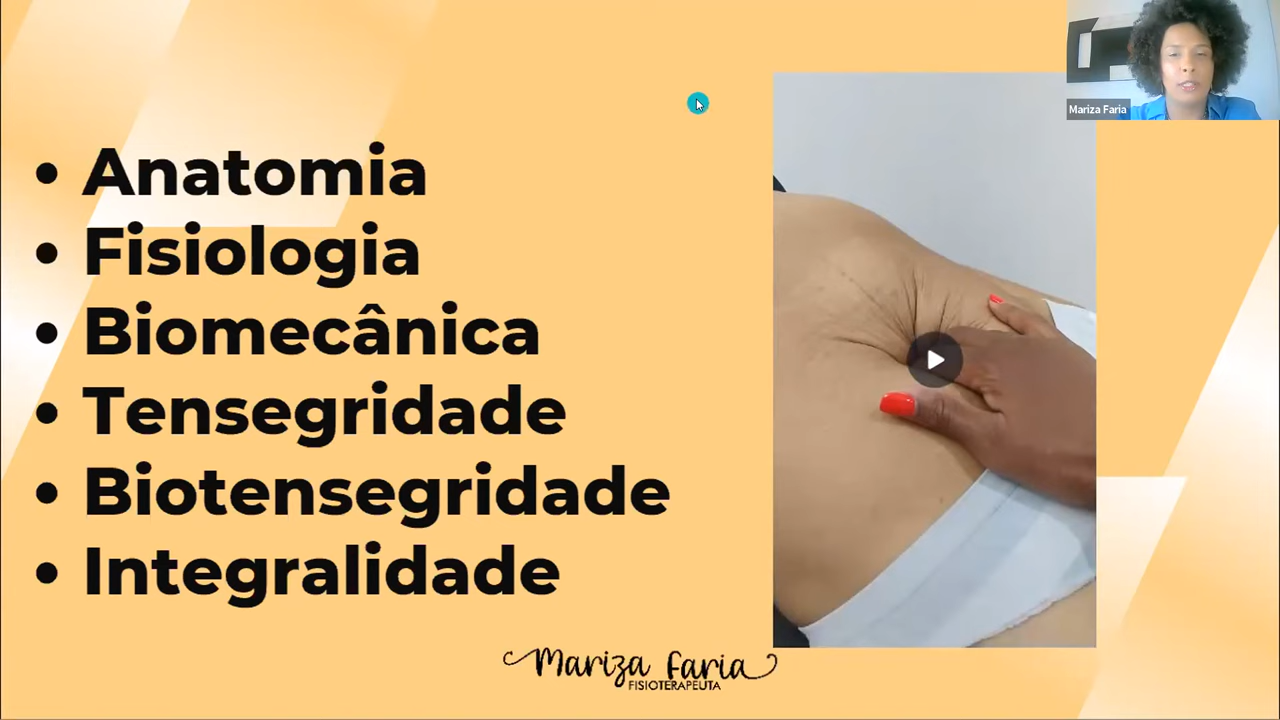 Mariza Faria
• Anatomia
• Fisiologia
• Biomecânica
• Tensegridade
• Biotensegridade
• Integralidade
Mariza Faria
FISIOTERAPEUTA